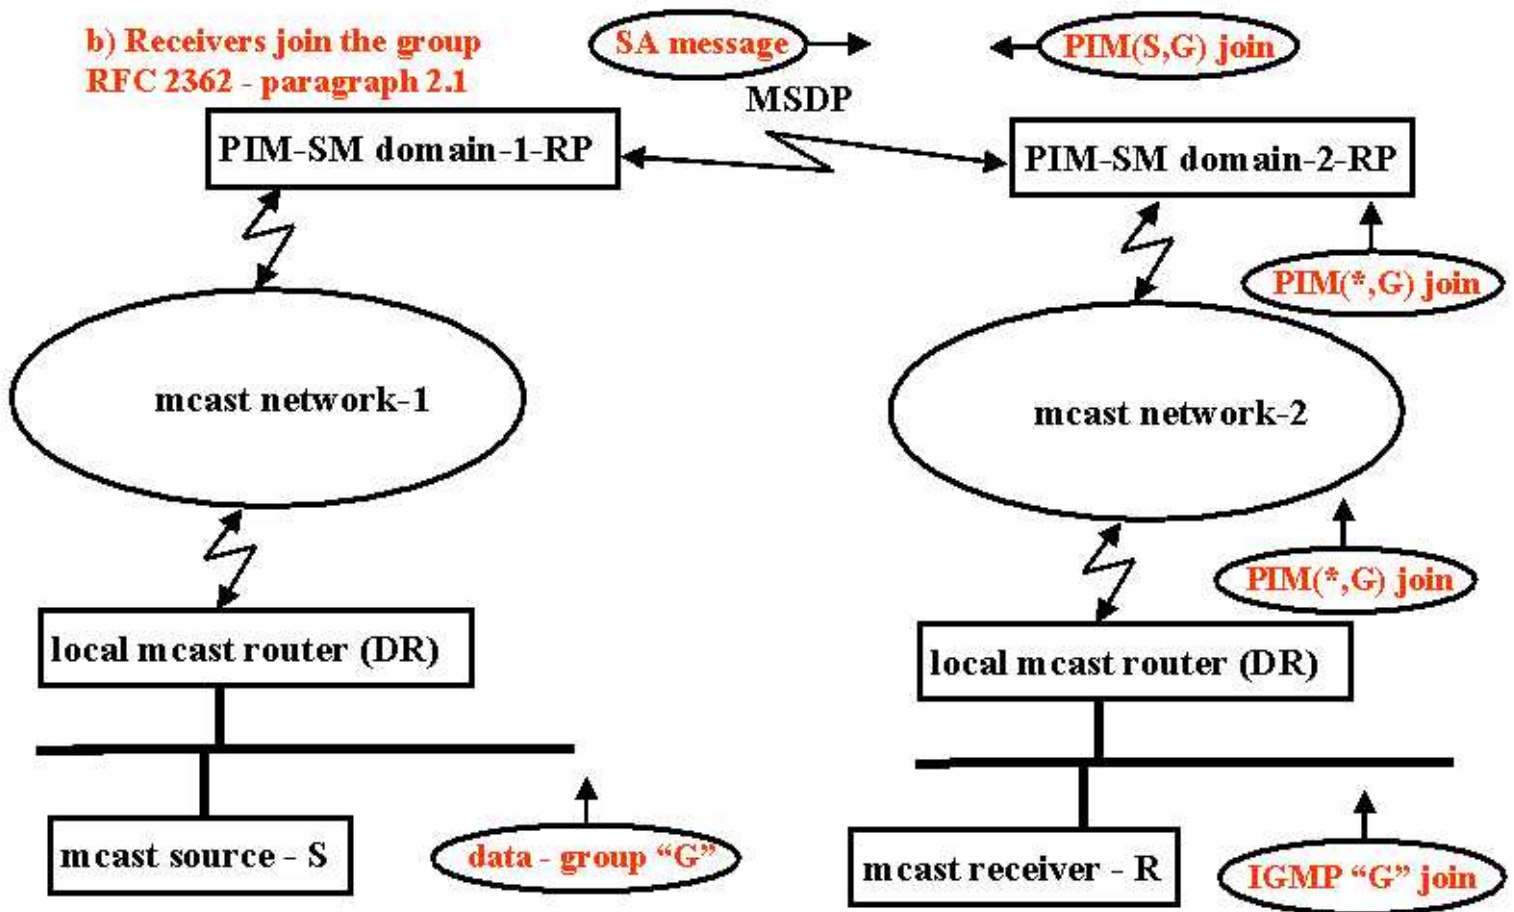 b) Receivers join the group
RFC 2362 - paragraph 2.1
SA message
PIM(S,G) join
MSDP
PIM-SM domain-1-RP
PIM-SM domain-2-RP
PIM(*,G) join
mcast network-1
mcast network-2
PIM(*,G) join
local mcast router (DR)
local mcast router (DR)
mcast source - S
data - group “G”
mcast receiver - R
IGMP “G” join